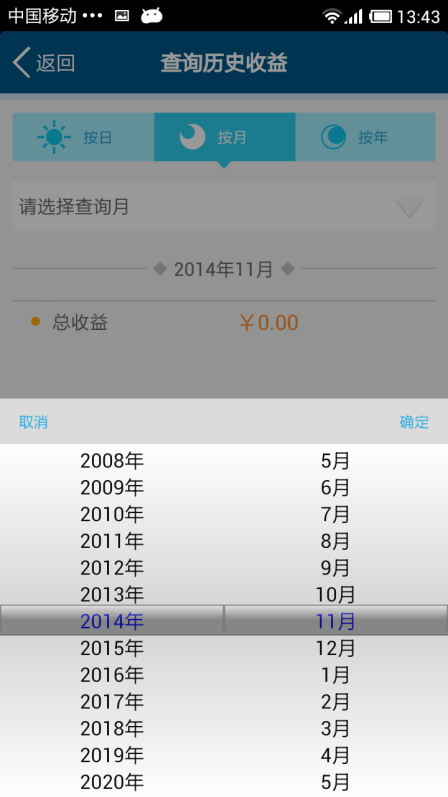 中国移动 ••• 13:43
返回 查询历史收益
按日 按月 按年
请选择查询月
2014年11月
总收益 ￥0.00
取消 确定
2008年 5月
2009年 6月
2010年 7月
2011年 8月
2012年 9月
2013年 10月
2014年 11月
2015年 12月
2016年 1月
2017年 2月
2018年 3月
2019年 4月
2020年 5月